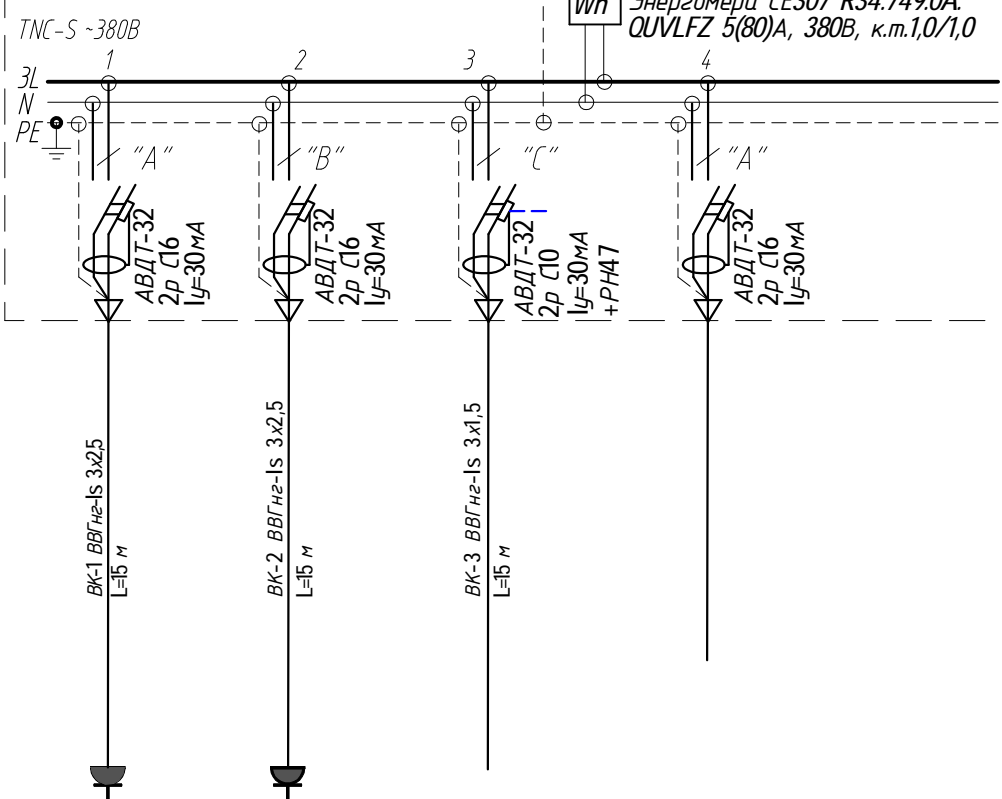 Wh
Энергомера CE307 R34.749.0A.
QUVLFZ 5(80)А, 380В, к.т.1,0/1,0
TNC-S ~380В
1
2
3
4
3L
N
PE
"A"
"B"
"C"
"A"
АВДТ-32
2р С16
Iу=30мА
АВДТ-32
2р С16
Iу=30мА
АВДТ-32
2р С10
Iу=30мА
+РН47
АВДТ-32
2р С16
Iу=30мА
ВК-1 ВВГнг-ls 3х2,5
L=15 м
ВК-2 ВВГнг-ls 3х2,5
L=15 м
ВК-3 ВВГнг-ls 3х1,5
L=15 м